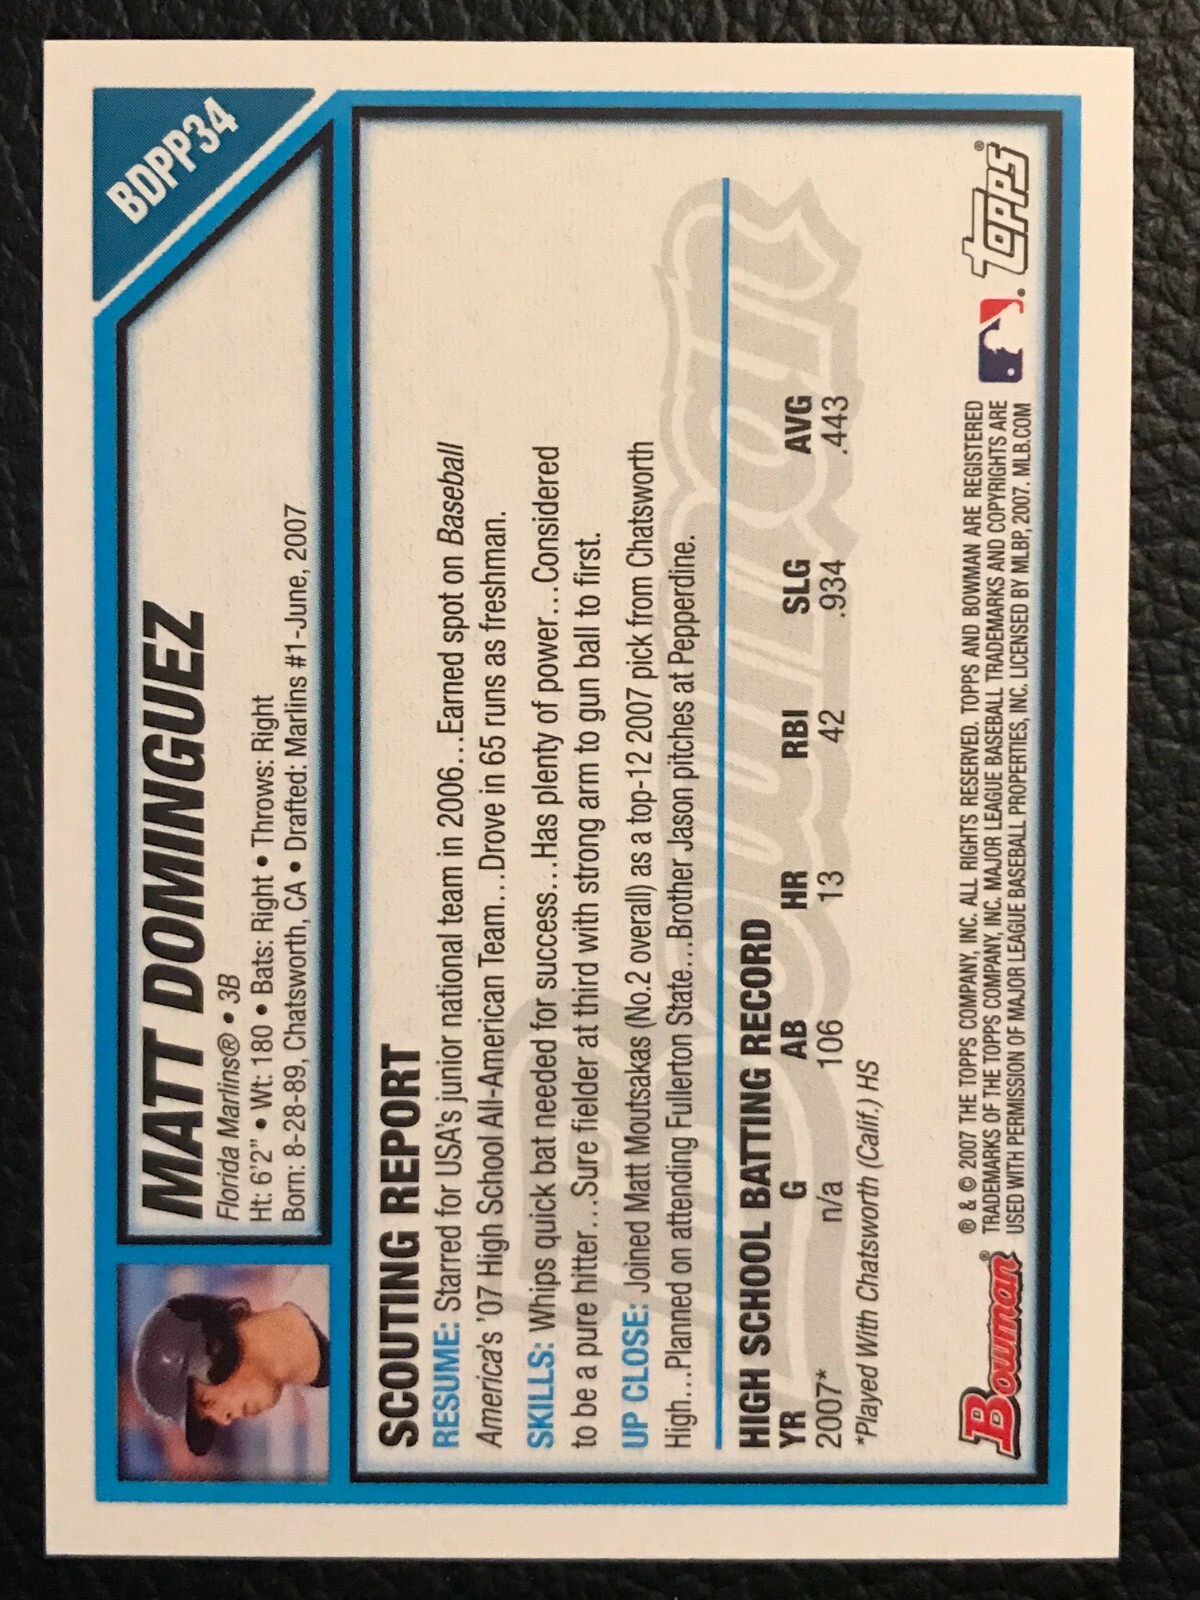 BDPP34
MATT DOMINGUEZ
Florida Marlins® • 3B
Ht: 6'2" • Wt: 180 • Bats: Right • Throws: Right
Born: 8-28-89, Chatsworth, CA • Drafted: Marlins #1-June, 2007
SCOUTING REPORT
RESUME: Starred for USA's junior national team in 2006...Earned spot on Baseball
America's '07 High School All-American Team...Drove in 65 runs as freshman.
SKILLS: Whips quick bat needed for success...Has plenty of power...Considered
to be a pure hitter...Sure fielder at third with strong arm to gun ball to first.
UP CLOSE: Joined Matt Moutsakas (No.2 overall) as a top-12 2007 pick from Chatsworth
High...Planned on attending Fullerton State...Brother Jason pitches at Pepperdine.
HIGH SCHOOL BATTING RECORD
YR G AB HR RBI SLG AVG
2007* n/a 106 13 42 .934 .443
*Played With Chatsworth (Calif.) HS
® & © 2007 THE TOPPS COMPANY, INC. ALL RIGHTS RESERVED. TOPPS AND BOWMAN ARE REGISTERED
TRADEMARKS OF THE TOPPS COMPANY, INC. MAJOR LEAGUE BASEBALL TRADEMARKS AND COPYRIGHTS ARE
USED WITH PERMISSION OF MAJOR LEAGUE BASEBALL PROPERTIES, INC. LICENSED BY MLBP, 2007. MLB.COM
Bowman®
Topps®
Bowman